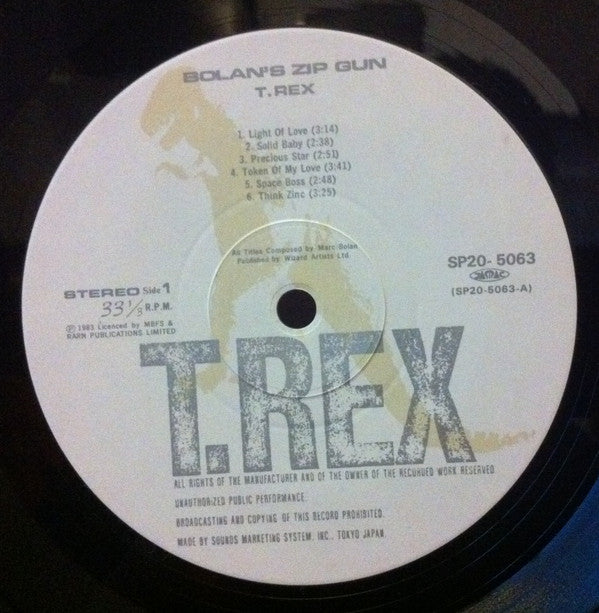 BOLAN'S ZIP GUN
T. REX
1. Light Of Love (3:14)
2. Solid Baby (2:38)
3. Precious Star (2:51)
4. Token Of My Love (3:41)
5. Space Boss (2:48)
6. Think Zinc (3:25)
All Titles Composed by Marc Bolan
Published by Wizard Artists Ltd
STEREO Side 1
33 1/3 R.P.M.
Ⓟ 1983 Licenced by MBFS &
RARN PUBLICATIONS LIMITED
SP20-5063
(SP20-5063-A)
T.REX
ALL RIGHTS OF THE MANUFACTURER AND OF THE OWNER OF THE RECORDED WORK RESERVED
UNAUTHORIZED PUBLIC PERFORMANCE.
BROADCASTING AND COPYING OF THIS RECORD PROHIBITED.
MADE BY SOUNDS MARKETING SYSTEM, INC., TOKYO JAPAN.